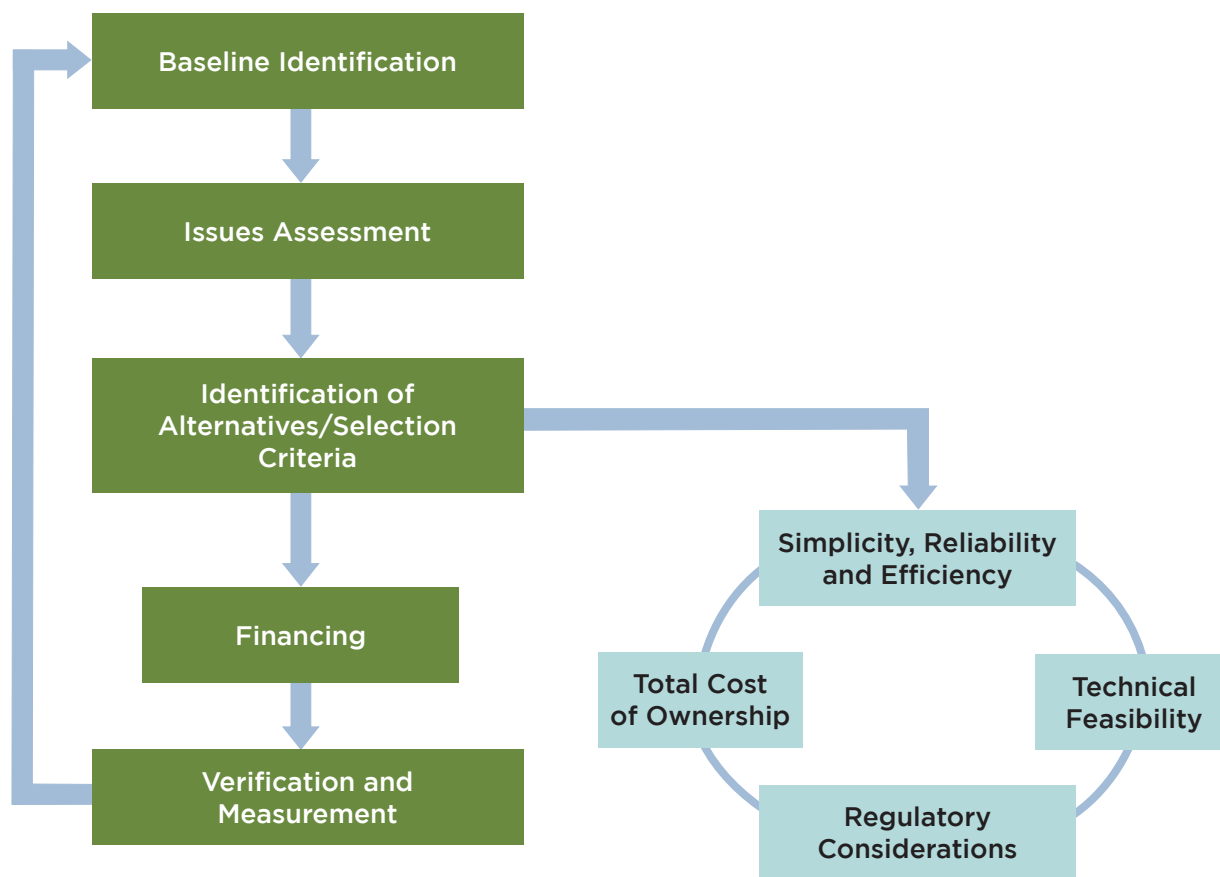 Baseline Identification
Issues Assessment
Identification of
Alternatives/Selection
Criteria
Financing
Verification and
Measurement
Simplicity, Reliability
and Efficiency
Total Cost
of Ownership
Technical
Feasibility
Regulatory
Considerations